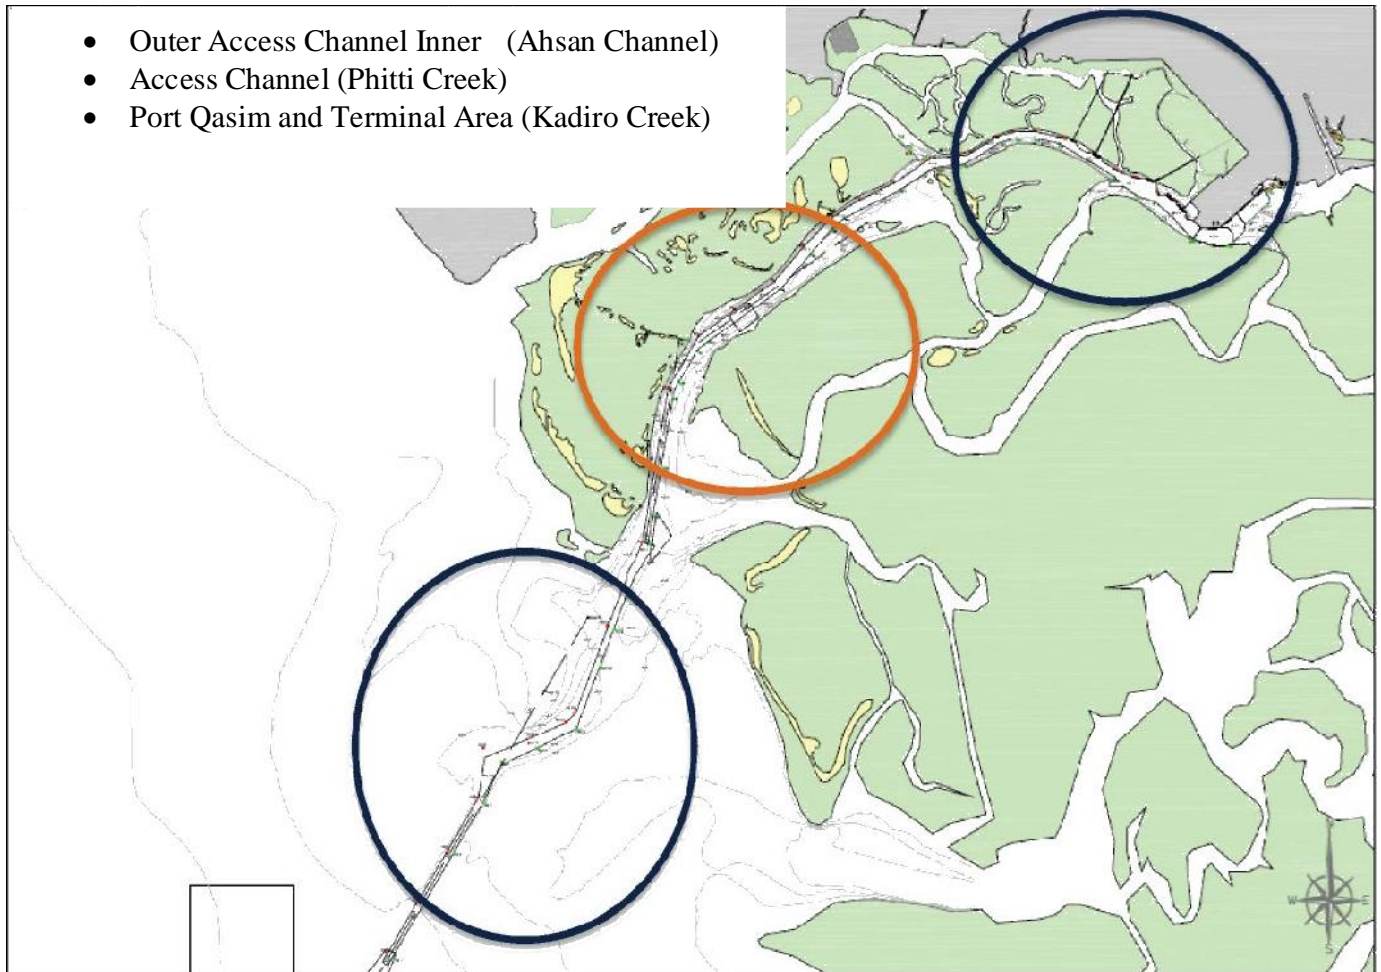 • Outer Access Channel Inner (Ahsan Channel)
• Access Channel (Phitti Creek)
• Port Qasim and Terminal Area (Kadiro Creek)
W E
S